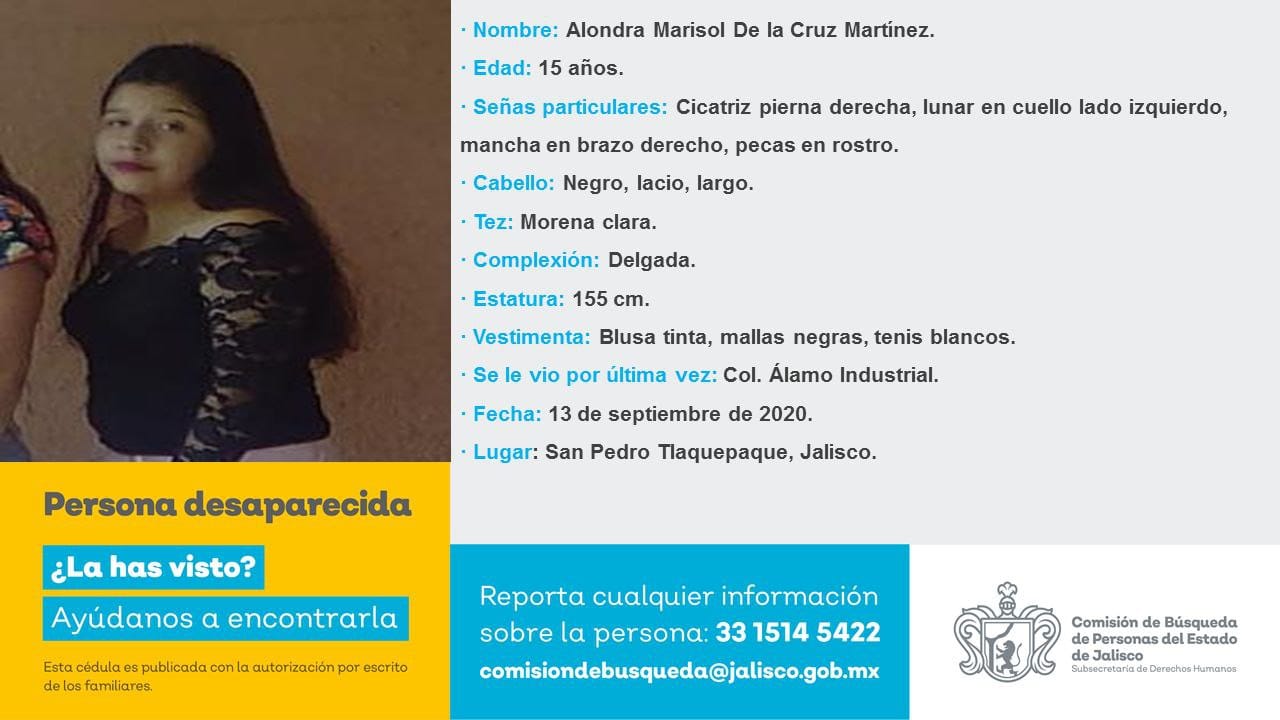 · Nombre: Alondra Marisol De la Cruz Martínez.
· Edad: 15 años.
· Señas particulares: Cicatriz pierna derecha, lunar en cuello lado izquierdo,
mancha en brazo derecho, pecas en rostro.
· Cabello: Negro, lacio, largo.
· Tez: Morena clara.
· Complexión: Delgada.
· Estatura: 155 cm.
· Vestimenta: Blusa tinta, mallas negras, tenis blancos.
· Se le vio por última vez: Col. Álamo Industrial.
· Fecha: 13 de septiembre de 2020.
· Lugar: San Pedro Tlaquepaque, Jalisco.
Persona desaparecida
¿La has visto?
Ayúdanos a encontrarla
Esta cédula es publicada con la autorización por escrito
de los familiares.
Reporta cualquier información
sobre la persona: 33 1514 5422
comisiondebusqueda@jalisco.gob.mx
Comisión de Búsqueda
de Personas del Estado
de Jalisco
Subsecretaría de Derechos Humanos